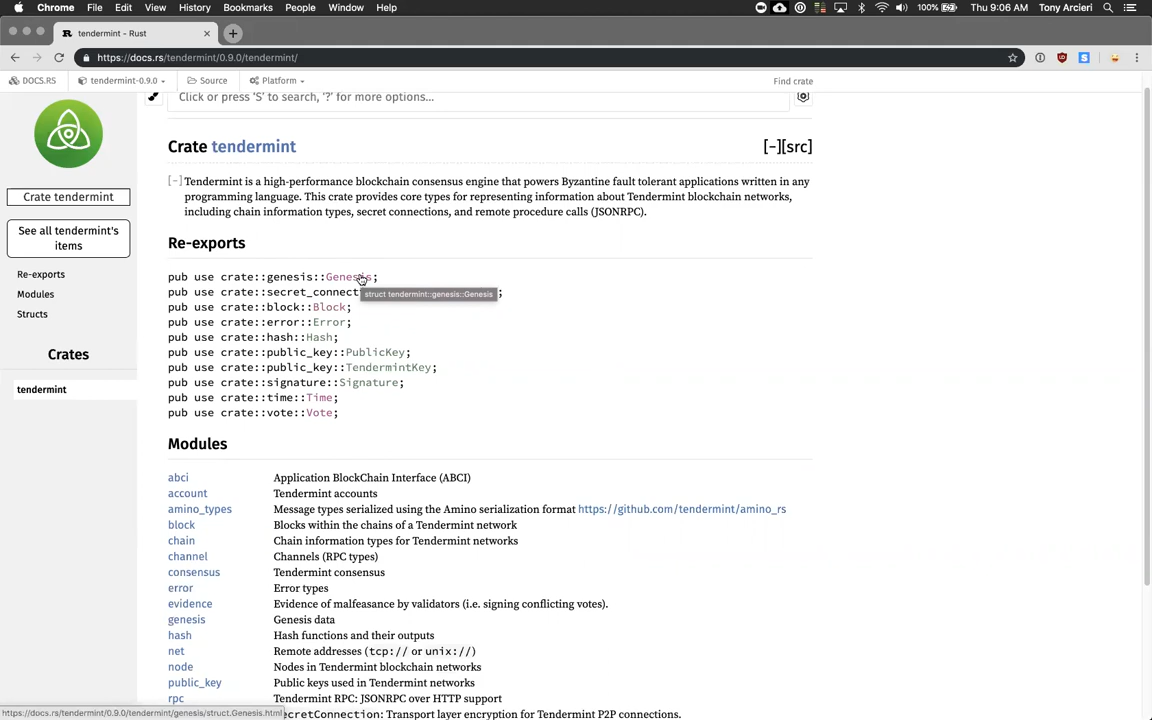 Chrome File Edit View History Bookmarks People Window Help 100% Thu 9:06 AM Tony Arcieri
tendermint - Rust
https://docs.rs/tendermint/0.9.0/tendermint/
DOCS.RS tendermint-0.9.0 Source Platform Find crate
Click or press ‘S’ to search, ‘?’ for more options...
Crate tendermint [-][src]
[-] Tendermint is a high-performance blockchain consensus engine that powers Byzantine fault tolerant applications written in any
programming language. This crate provides core types for representing information about Tendermint blockchain networks,
including chain information types, secret connections, and remote procedure calls (JSONRPC).
Crate tendermint
See all tendermint's
items
Re-exports
Modules
Structs
Crates
tendermint
Re-exports
pub use crate::genesis::Genesis;
pub use crate::secret_connect ;
struct tendermint::genesis::Genesis
pub use crate::block::Block;
pub use crate::error::Error;
pub use crate::hash::Hash;
pub use crate::public_key::PublicKey;
pub use crate::public_key::TendermintKey;
pub use crate::signature::Signature;
pub use crate::time::Time;
pub use crate::vote::Vote;
Modules
abci Application BlockChain Interface (ABCI)
account Tendermint accounts
amino_types Message types serialized using the Amino serialization format https://github.com/tendermint/amino_rs
block Blocks within the chains of a Tendermint network
chain Chain information types for Tendermint networks
channel Channels (RPC types)
consensus Tendermint consensus
error Error types
evidence Evidence of malfeasance by validators (i.e. signing conflicting votes).
genesis Genesis data
hash Hash functions and their outputs
net Remote addresses (tcp:// or unix://)
node Nodes in Tendermint blockchain networks
public_key Public keys used in Tendermint networks
rpc Tendermint RPC: JSONRPC over HTTP support
ecretConnection: Transport layer encryption for Tendermint P2P connections.
https://docs.rs/tendermint/0.9.0/tendermint/genesis/struct.Genesis.html